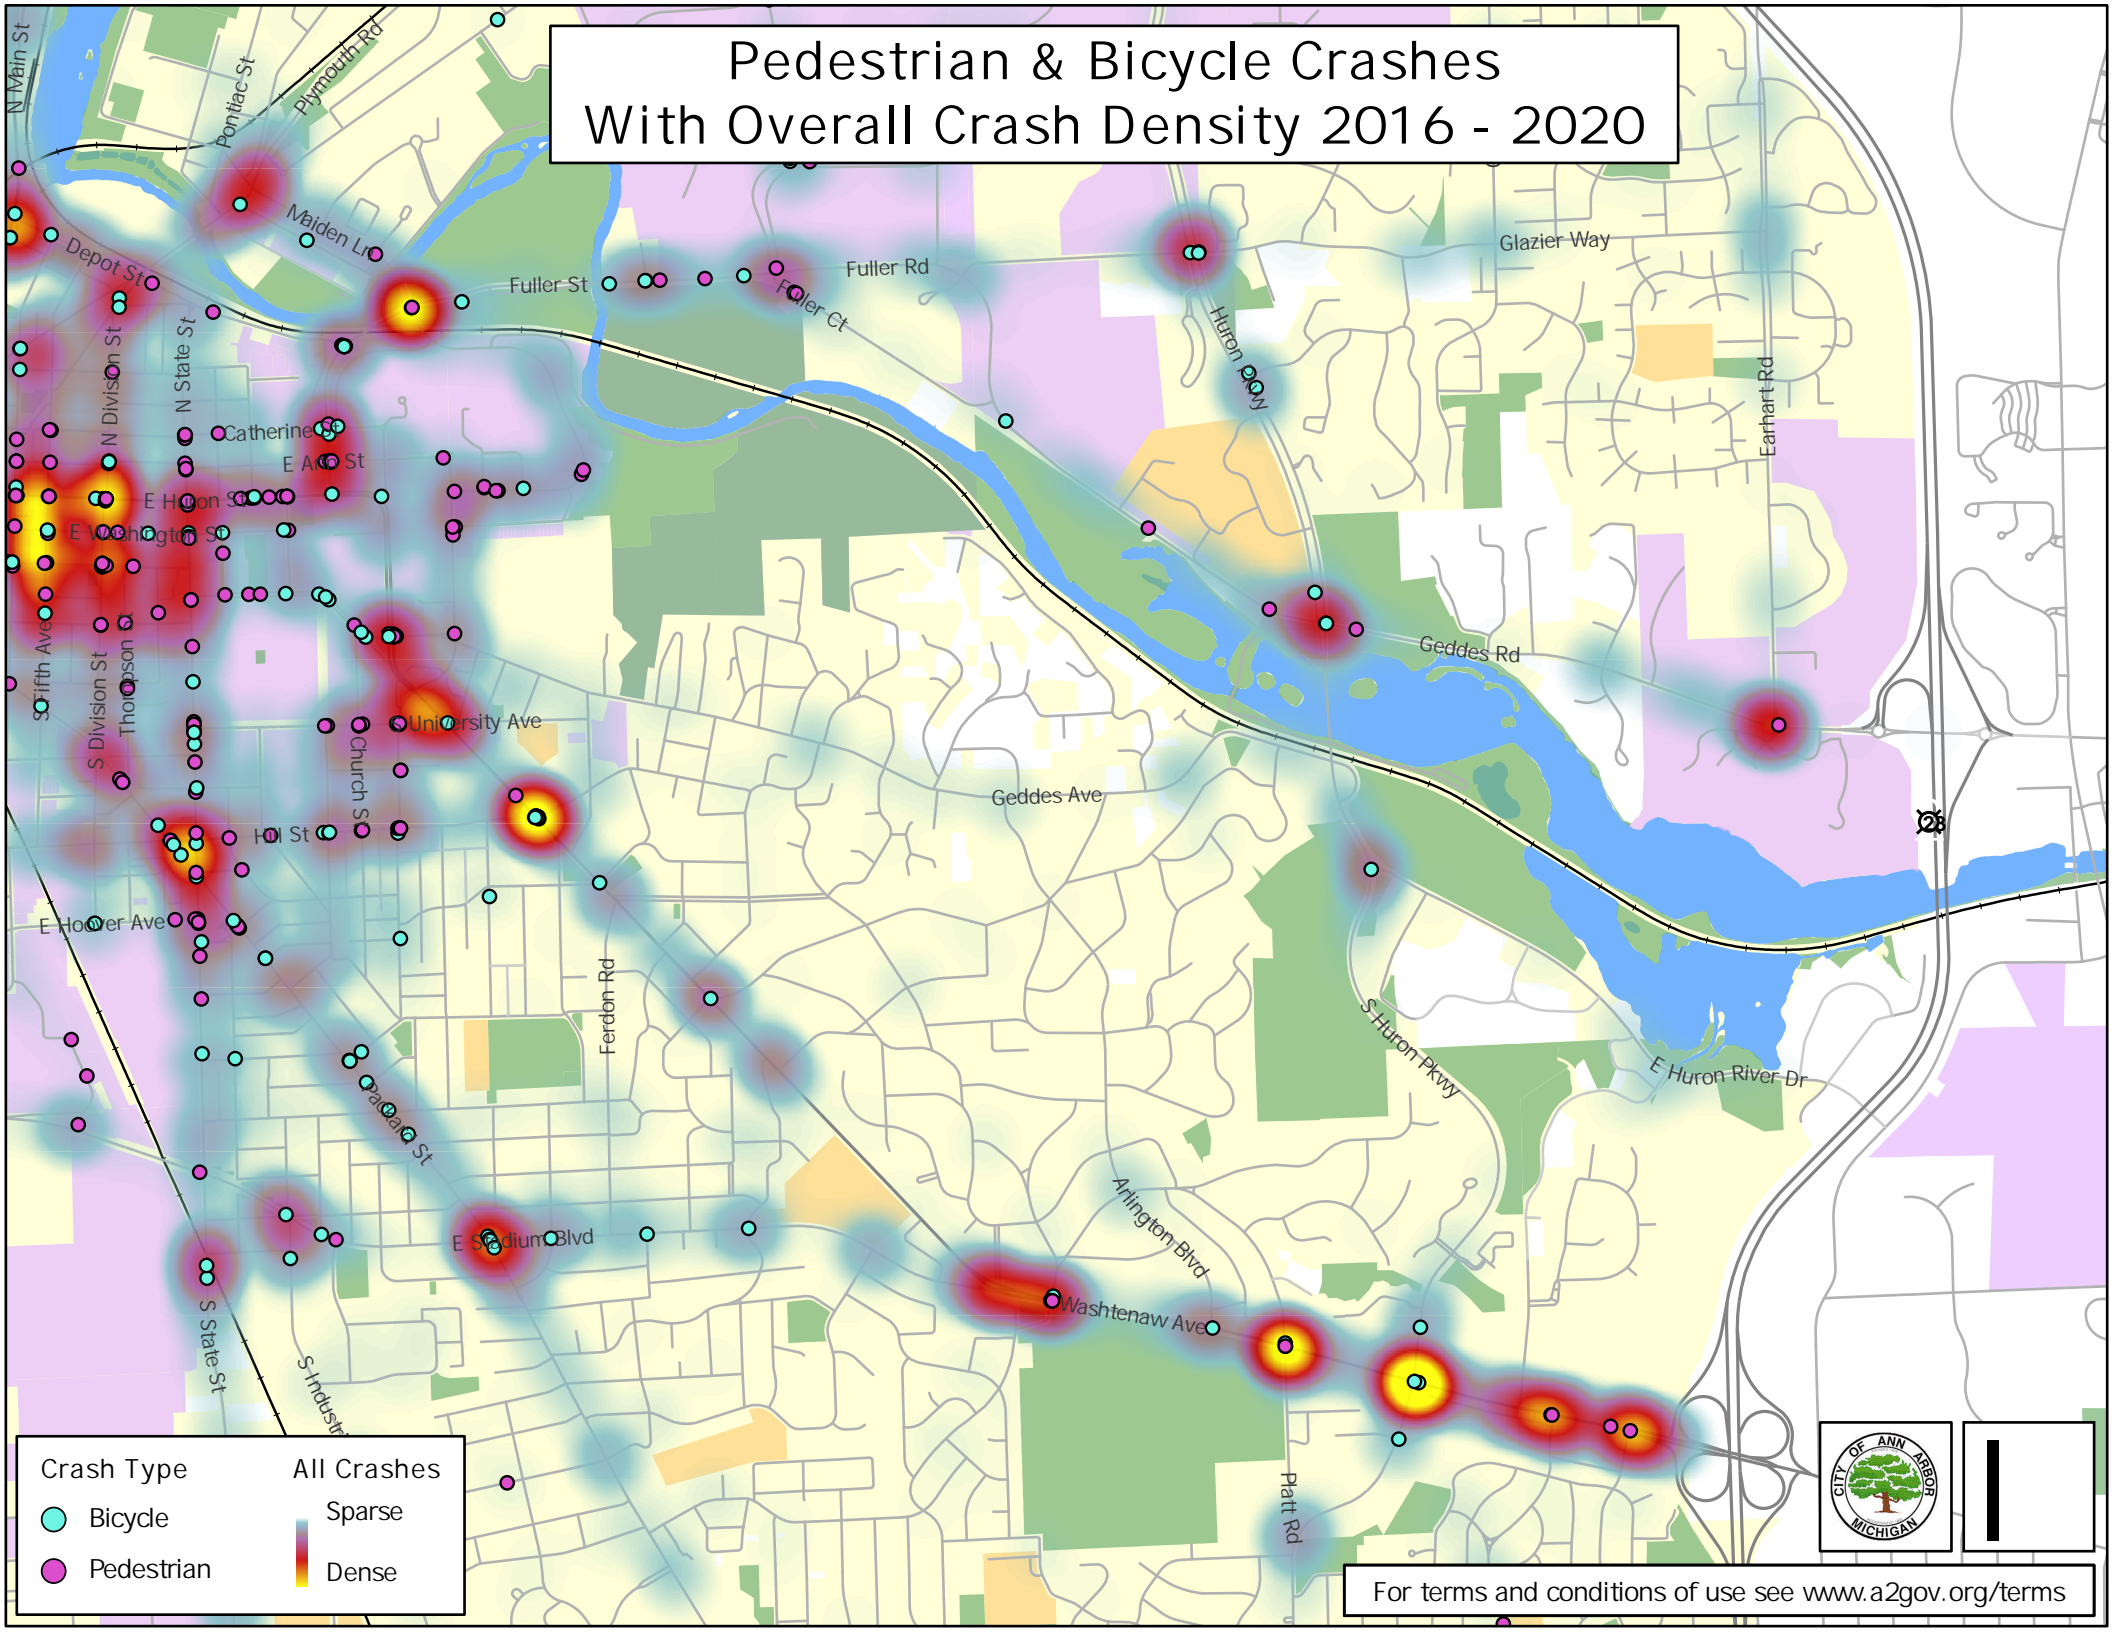 Pedestrian & Bicycle Crashes
With Overall Crash Density 2016 - 2020
N Main St
Pontiac St
Plymouth Rd
Maiden Ln
Depot St
Fuller St
Fuller Rd
Fuller Ct
Glazier Way
Huron Pkwy
Earhart Rd
N Division St
N State St
Catherine St
E Ann St
E Huron St
E Washington St
S Fifth Ave
S Division St
Thompson St
Church St
S University Ave
Geddes Rd
Geddes Ave
Hill St
E Hoover Ave
Ferdon Rd
Packard St
S Huron Pkwy
E Huron River Dr
Arlington Blvd
E Stadium Blvd
Washtenaw Ave
S State St
S Industri
Platt Rd
23
Crash Type
Bicycle
Pedestrian
All Crashes
Sparse
Dense
CITY OF ANN ARBOR
MICHIGAN
For terms and conditions of use see www.a2gov.org/terms